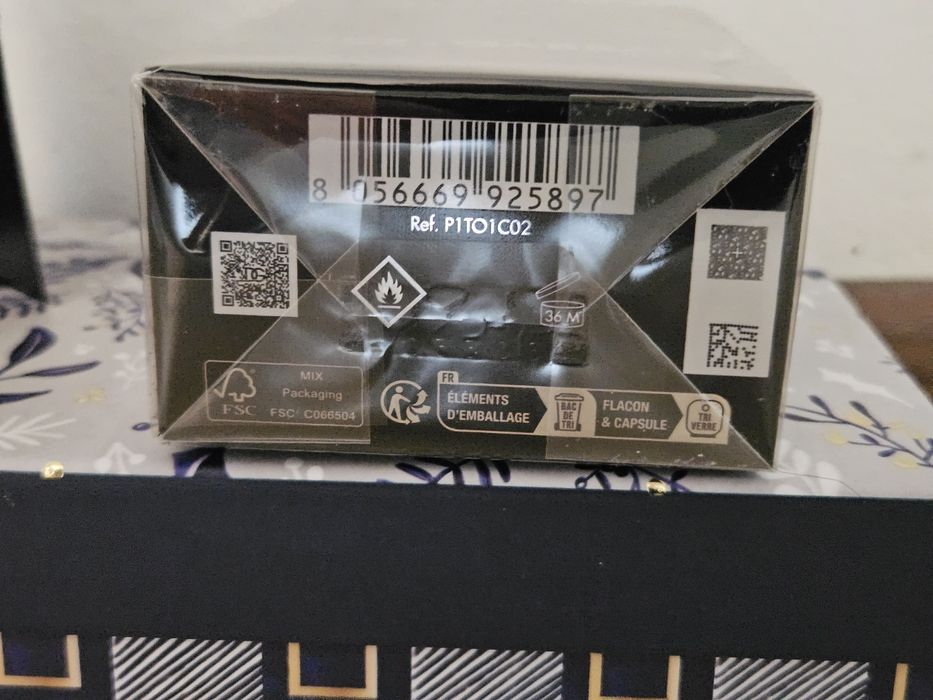 8 056669 925897
Ref. P1TO1C02
36 M
MIX
Packaging
FSC® C066504
FSC
FR
ÉLÉMENTS
D'EMBALLAGE
BAC
DE
TRI
FLACON
& CAPSULE
TRI
VERRE